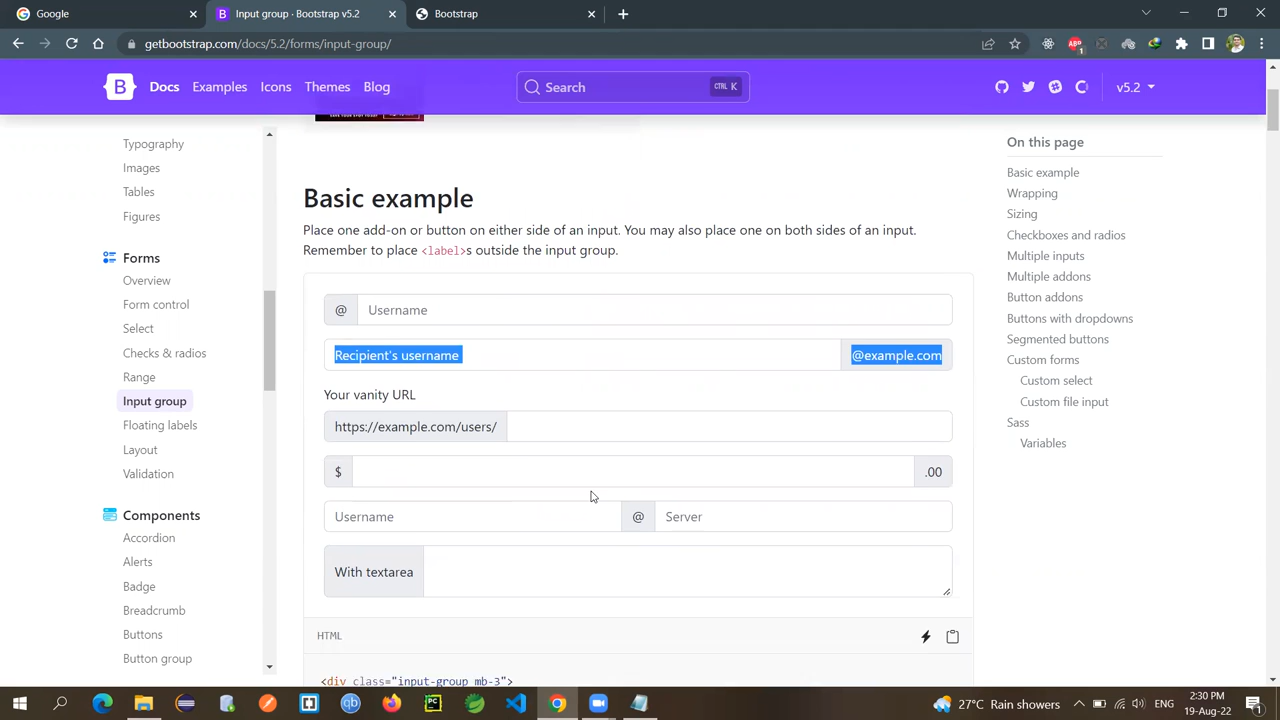 Google
Input group · Bootstrap v5.2
Bootstrap
getbootstrap.com/docs/5.2/forms/input-group/
ABP
1
B
Docs
Examples
Icons
Themes
Blog
Search
CTRL K
v5.2
Typography
Images
Tables
Figures
Forms
Overview
Form control
Select
Checks & radios
Range
Input group
Floating labels
Layout
Validation
Components
Accordion
Alerts
Badge
Breadcrumb
Buttons
Button group
Basic example
Place one add-on or button on either side of an input. You may also place one on both sides of an input.
Remember to place <label>s outside the input group.
@ Username
Recipient's username @example.com
Your vanity URL
https://example.com/users/
$ .00
Username @ Server
With textarea
HTML
<div class="input-group mb-3">
On this page
Basic example
Wrapping
Sizing
Checkboxes and radios
Multiple inputs
Multiple addons
Button addons
Buttons with dropdowns
Segmented buttons
Custom forms
Custom select
Custom file input
Sass
Variables
qb
PC
27°C Rain showers
2:30 PM
19-Aug-22
1